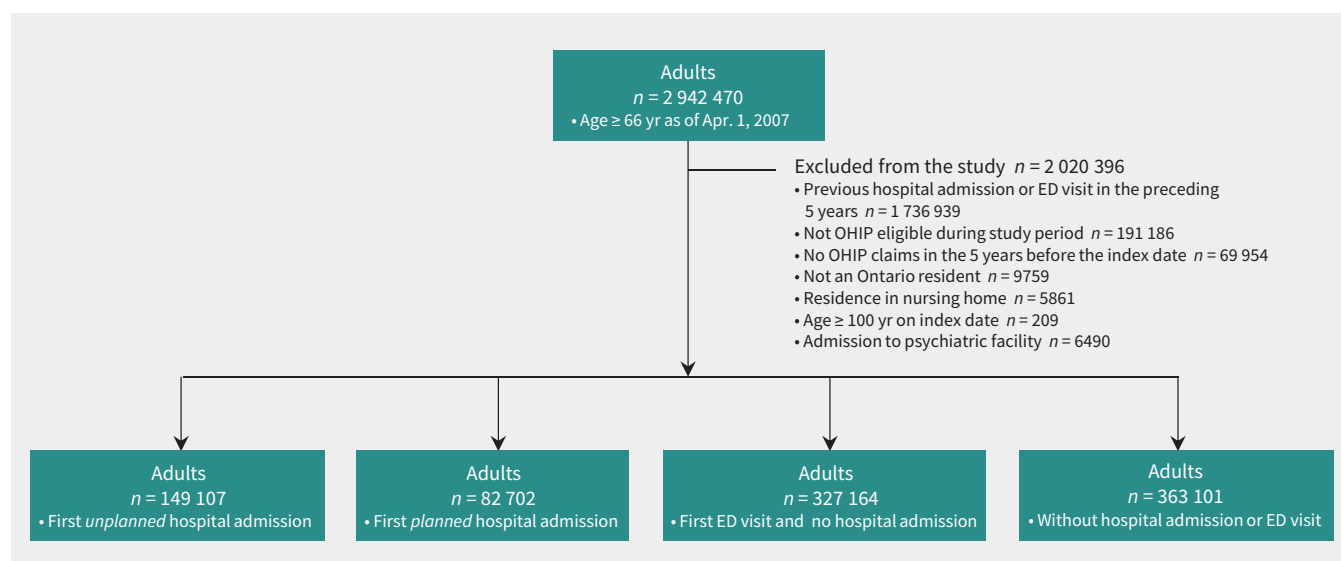 Adults
n = 2 942 470
• Age ≥ 66 yr as of Apr. 1, 2007
Excluded from the study n = 2 020 396
• Previous hospital admission or ED visit in the preceding
5 years n = 1 736 939
• Not OHIP eligible during study period n = 191 186
• No OHIP claims in the 5 years before the index date n = 69 954
• Not an Ontario resident n = 9759
• Residence in nursing home n = 5861
• Age ≥ 100 yr on index date n = 209
• Admission to psychiatric facility n = 6490
Adults
n = 149 107
• First unplanned hospital admission
Adults
n = 82 702
• First planned hospital admission
Adults
n = 327 164
• First ED visit and no hospital admission
Adults
n = 363 101
• Without hospital admission or ED visit